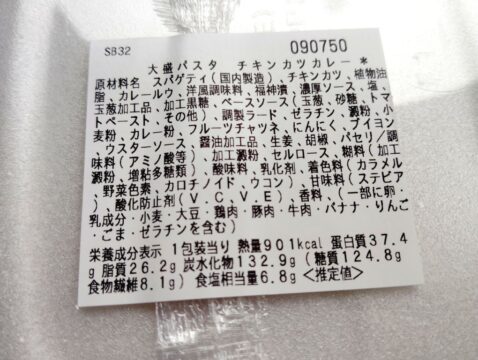 SB32
090750
大盛パスタ チキンカツカレー *
原材料名 スパゲティ(国内製造)、チキンカツ、植物油
脂、カレールウ、洋風調味料、福神漬、濃厚ソース、塩、
玉葱加工品、加工黒糖、ベースソース(玉葱、砂糖、トマ
トペースト、その他)、調製ラード、ゼラチン、澱粉、小
麦粉、カレー粉、フルーツチャツネ、にんにく、ブイヨン
、ウスターソース、醤油加工品、生姜、胡椒、パセリ/調
味料(アミノ酸等)、加工澱粉、セルロース、糊料(加工
澱粉、増粘多糖類)、酸味料、乳化剤、着色料(カラメル
、野菜色素、カロチノイド、ウコン)、甘味料(ステビア
)、酸化防止剤(V.C、V.E)、香料、(一部に卵・
乳成分・小麦・大豆・鶏肉・豚肉・牛肉・バナナ・りんご
・ごま・ゼラチンを含む)
栄養成分表示 1包装当り 熱量901kcal 蛋白質37.4
g 脂質26.2g 炭水化物132.9g (糖質124.8g
食物繊維8.1g) 食塩相当量6.8g <推定値>